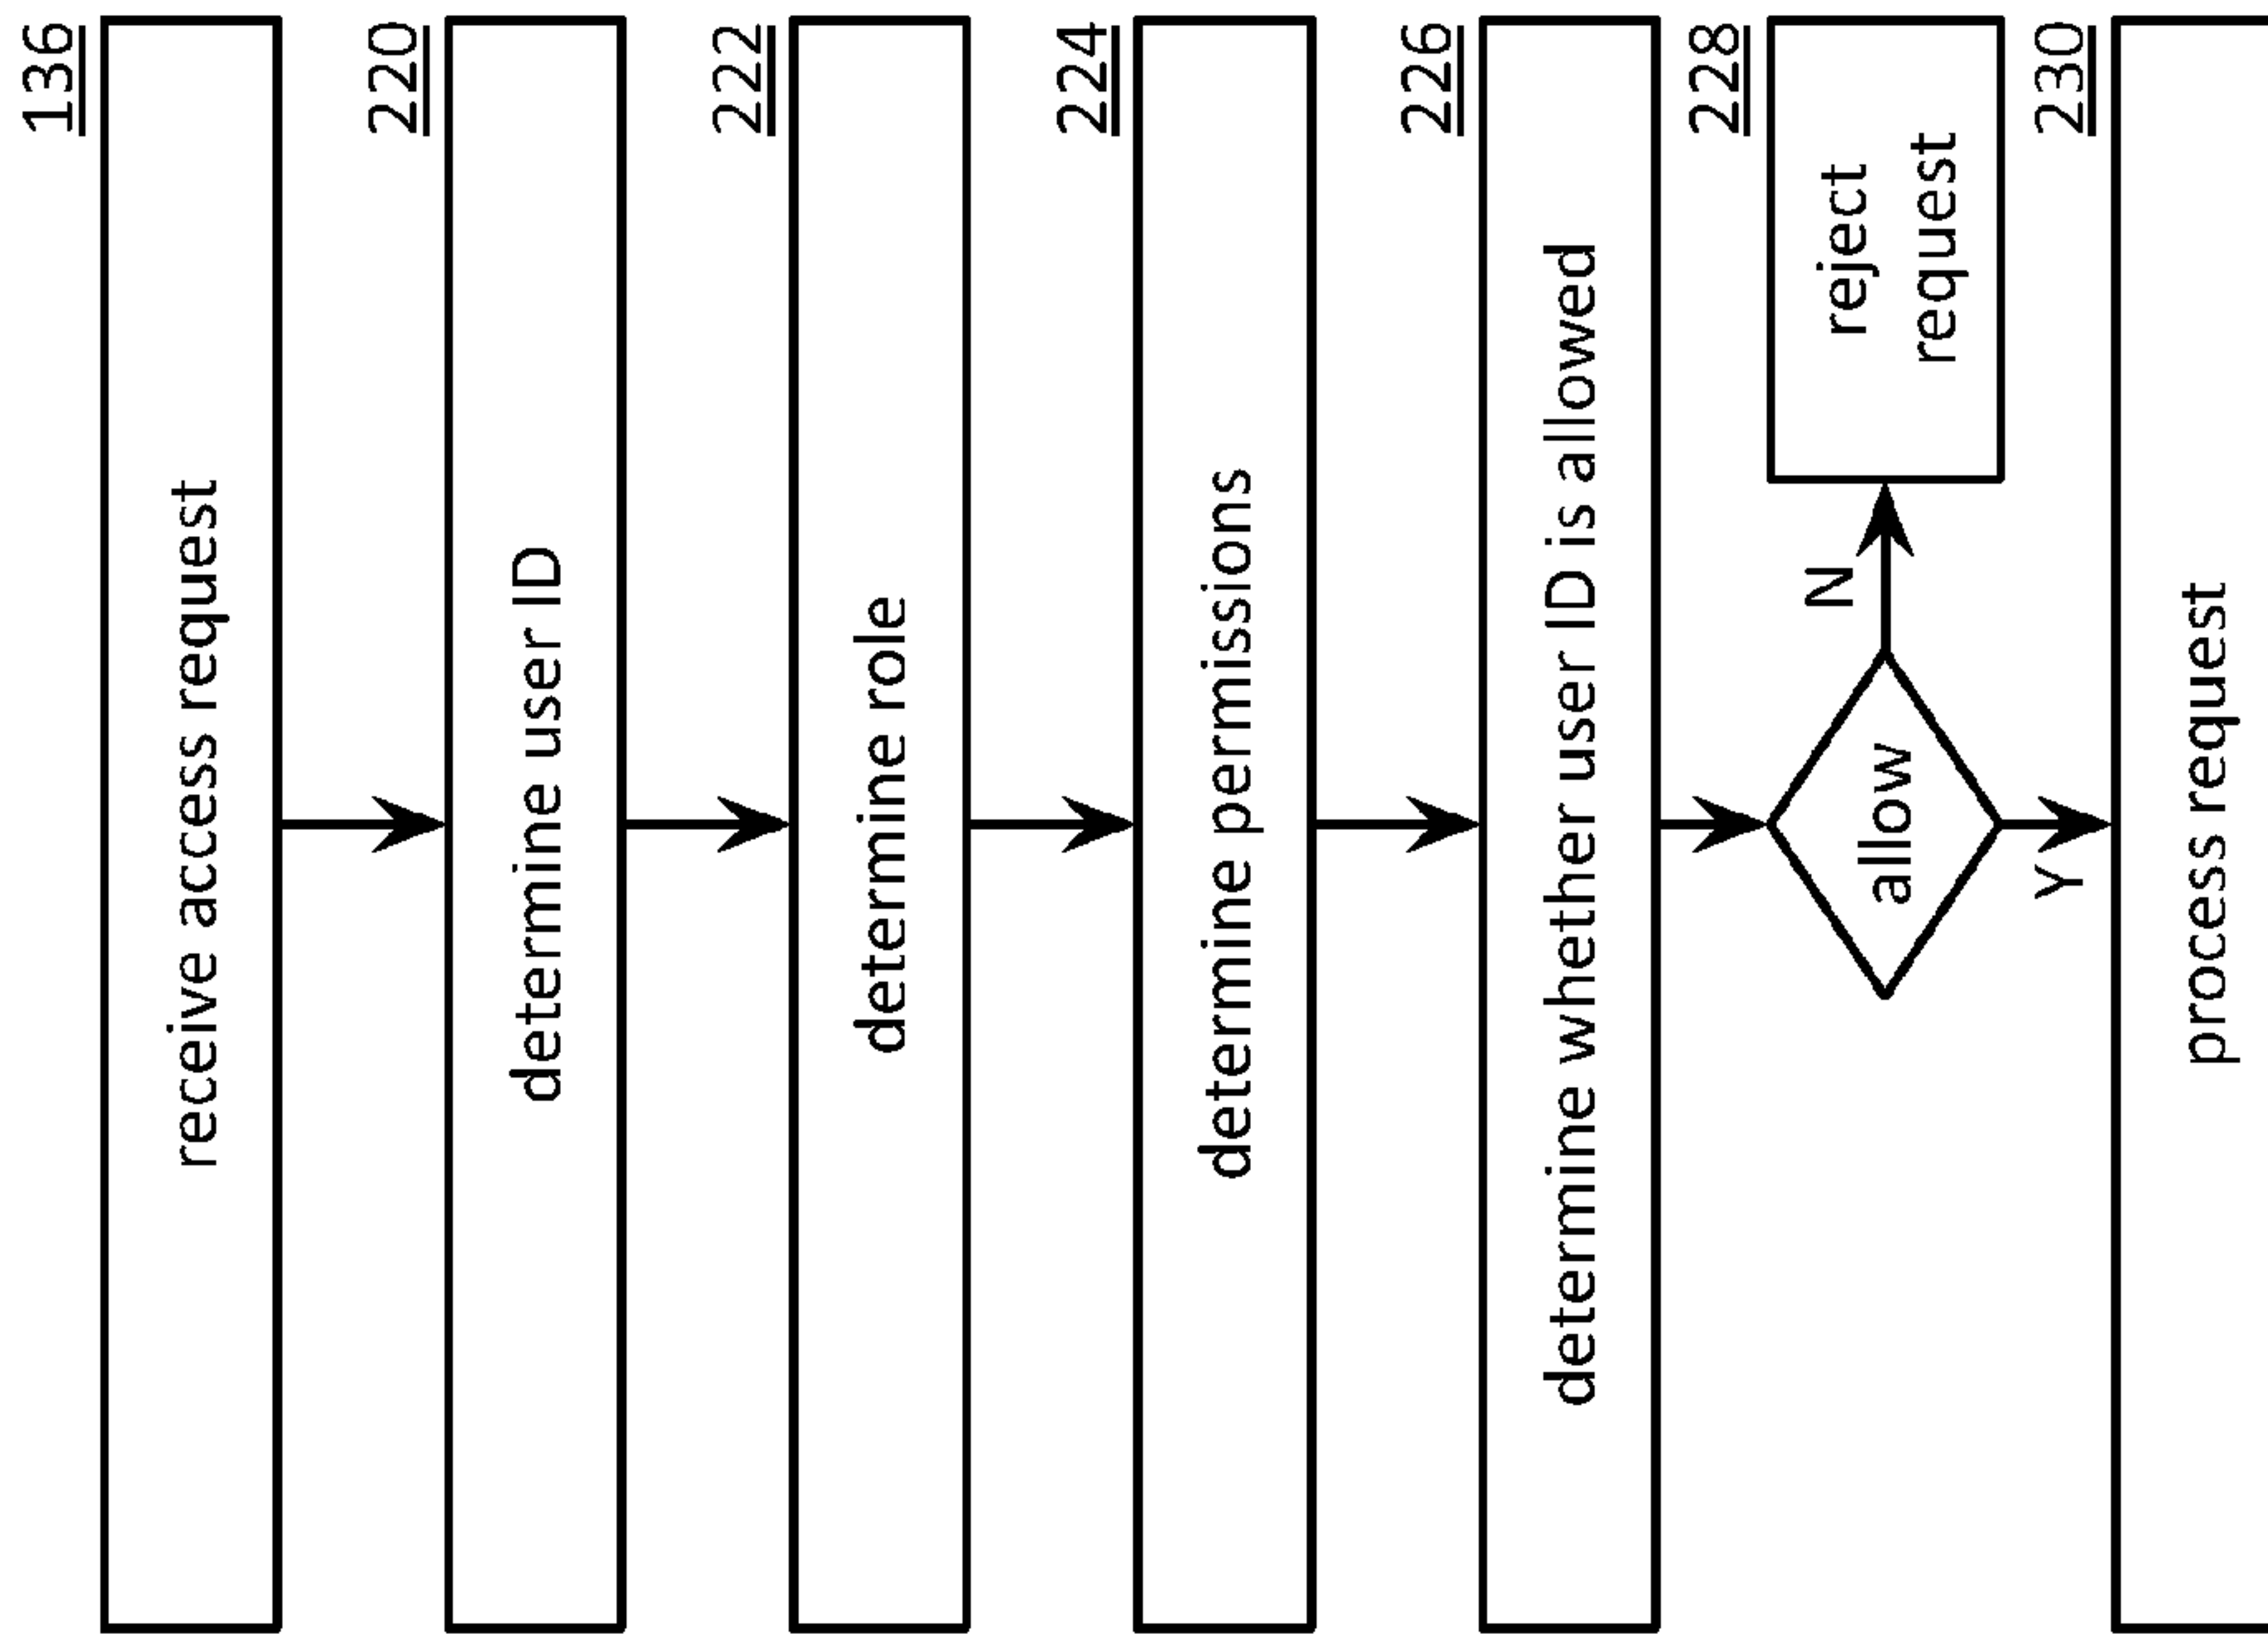 136
receive access request
220
determine user ID
222
determine role
224
determine permissions
226
determine whether user ID is allowed
228
allow
N
reject
request
Y
230
process request